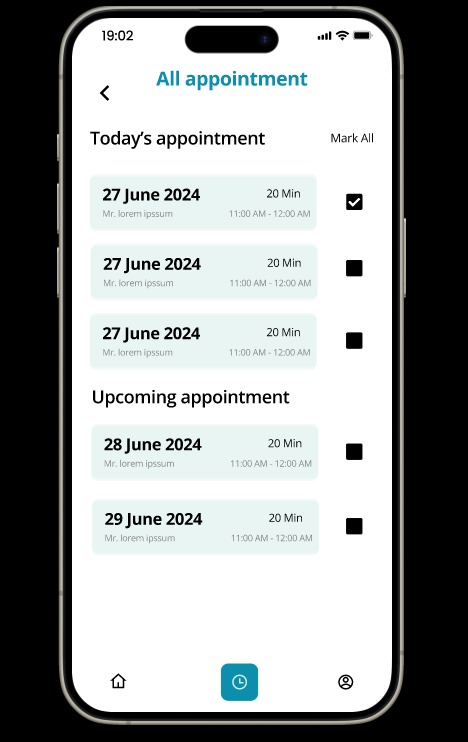 19:02
All appointment
Today's appointment Mark All
27 June 2024 20 Min
Mr. lorem ipssum 11:00 AM - 12:00 AM
27 June 2024 20 Min
Mr. lorem ipssum 11:00 AM - 12:00 AM
27 June 2024 20 Min
Mr. lorem ipssum 11:00 AM - 12:00 AM
Upcoming appointment
28 June 2024 20 Min
Mr. lorem ipssum 11:00 AM - 12:00 AM
29 June 2024 20 Min
Mr. lorem ipssum 11:00 AM - 12:00 AM